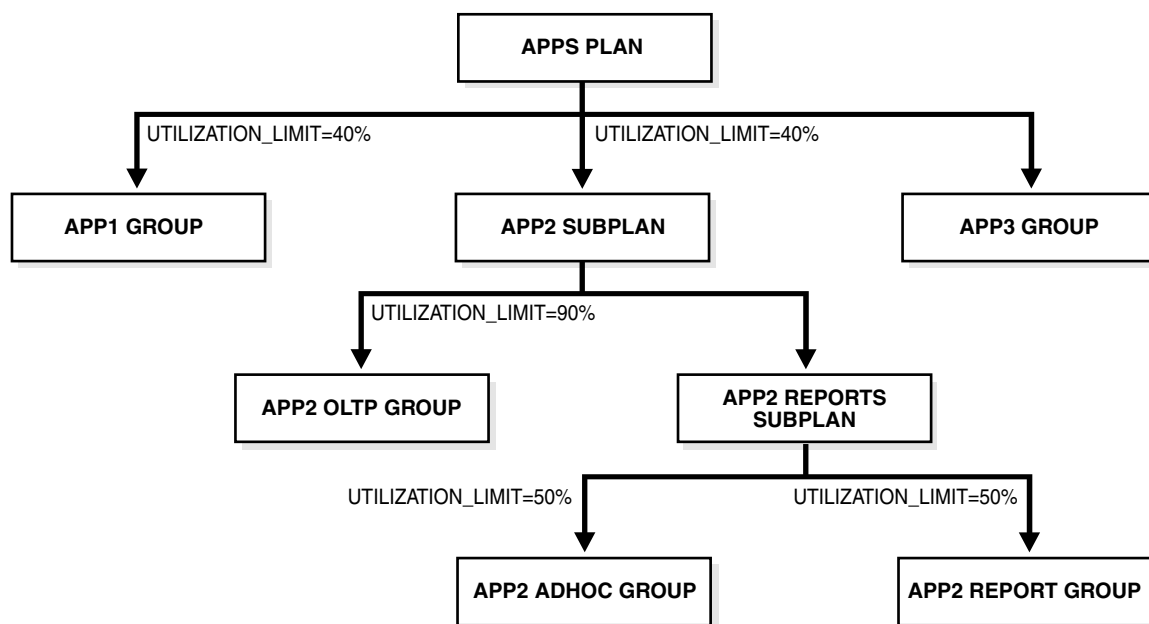 APPS PLAN
UTILIZATION_LIMIT=40%
UTILIZATION_LIMIT=40%
APP1 GROUP
APP2 SUBPLAN
APP3 GROUP
UTILIZATION_LIMIT=90%
APP2 OLTP GROUP
APP2 REPORTS
SUBPLAN
UTILIZATION_LIMIT=50%
UTILIZATION_LIMIT=50%
APP2 ADHOC GROUP
APP2 REPORT GROUP